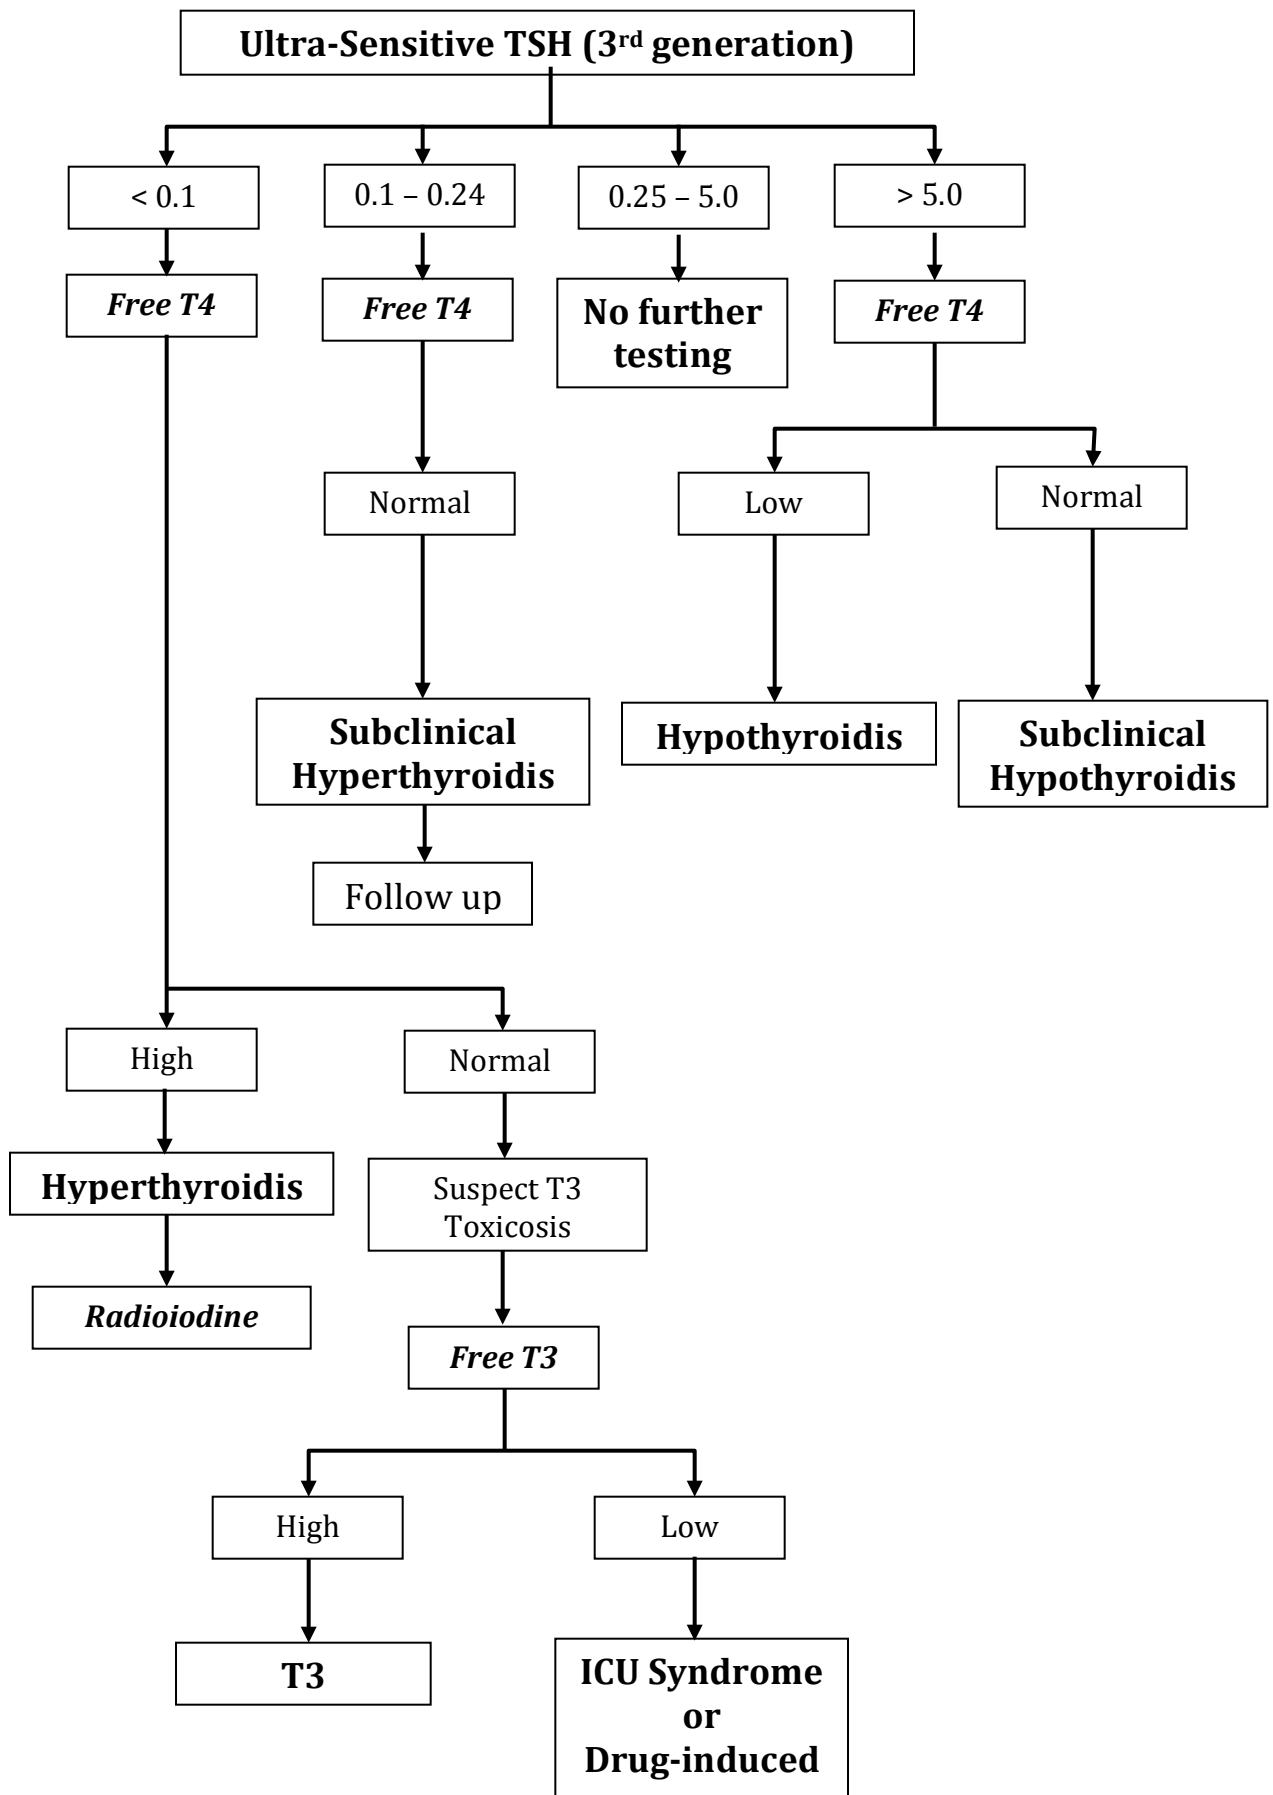 Ultra-Sensitive TSH (3rd generation)
< 0.1
0.1 – 0.24
0.25 – 5.0
> 5.0
Free T4
Free T4
No further
testing
Free T4
Normal
Low
Normal
Subclinical
Hyperthyroidis
Hypothyroidis
Subclinical
Hypothyroidis
Follow up
High
Normal
Hyperthyroidis
Suspect T3
Toxicosis
Radioiodine
Free T3
High
Low
T3
ICU Syndrome
or
Drug-induced